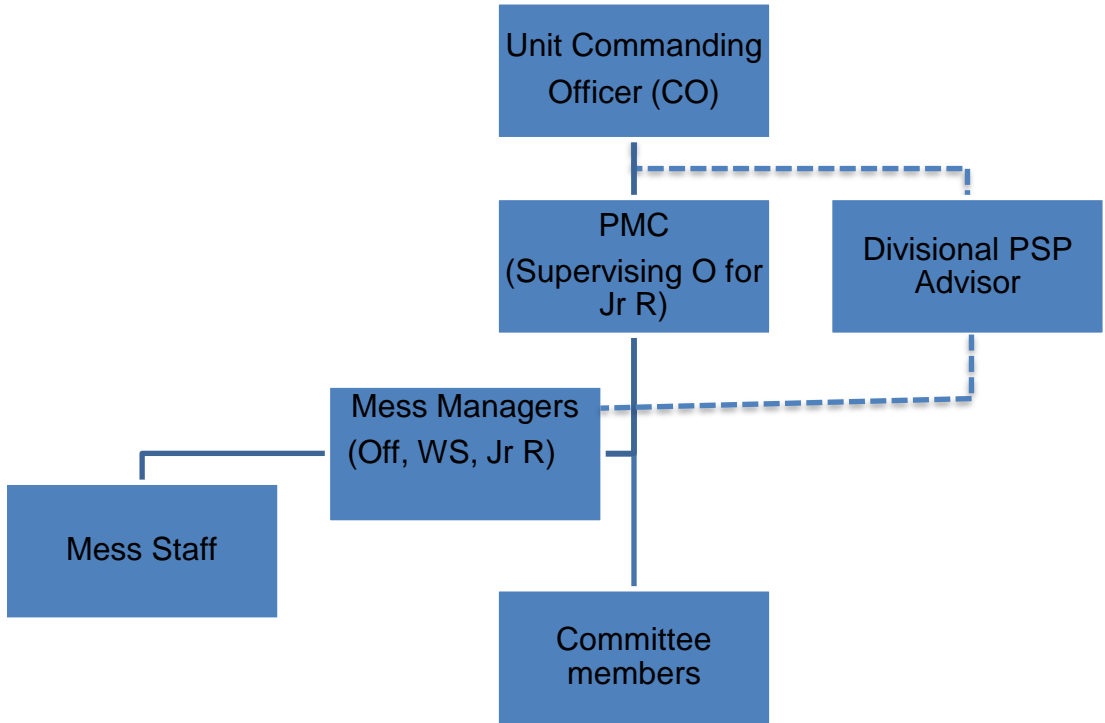 Unit Commanding
Officer (CO)
PMC
(Supervising O for
Jr R)
Divisional PSP
Advisor
Mess Managers
(Off, WS, Jr R)
Mess Staff
Committee
members